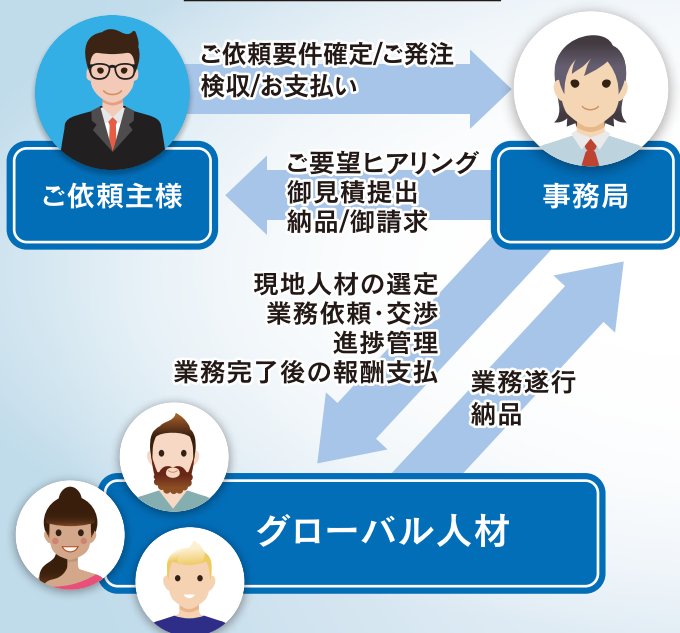 ご依頼要件確定/ご発注
検収/お支払い
ご依頼主様
事務局
ご要望ヒアリング
御見積提出
納品/御請求
現地人材の選定
業務依頼・交渉
進捗管理
業務完了後の報酬支払
業務遂行
納品
グローバル人材